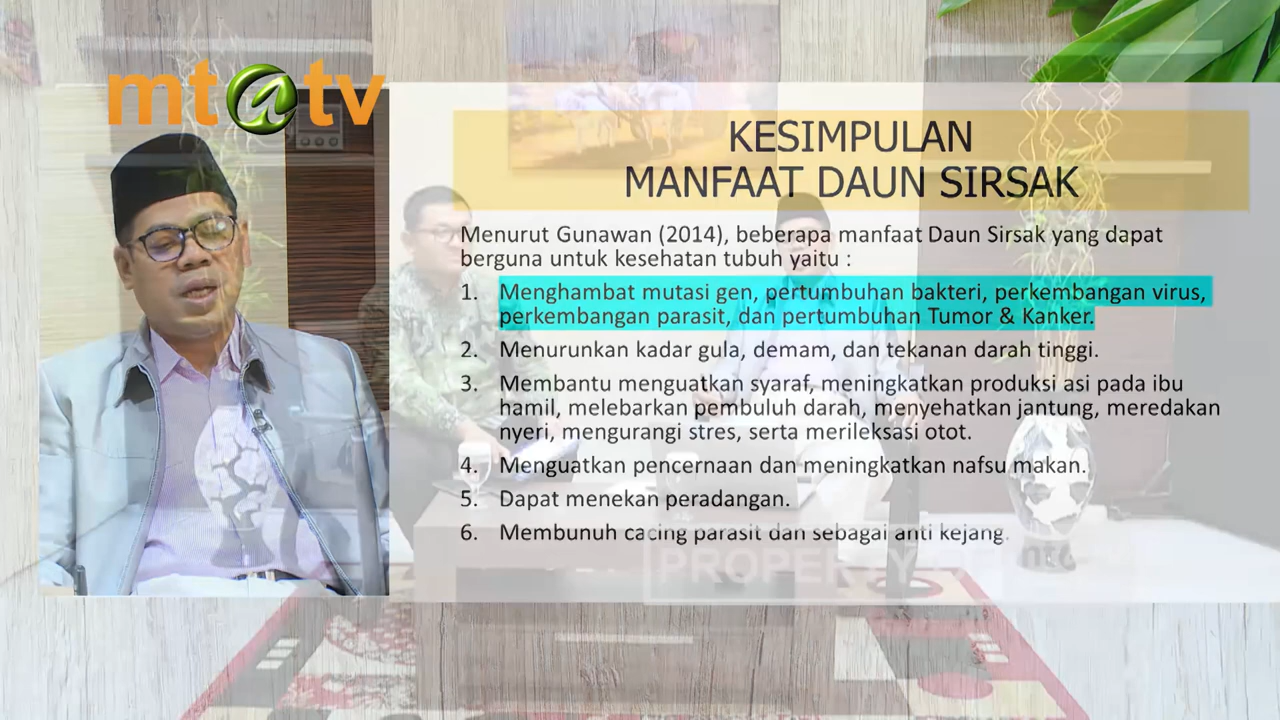 mt@tv
KESIMPULAN
MANFAAT DAUN SIRSAK
Menurut Gunawan (2014), beberapa manfaat Daun Sirsak yang dapat
berguna untuk kesehatan tubuh yaitu :
1. Menghambat mutasi gen, pertumbuhan bakteri, perkembangan virus,
perkembangan parasit, dan pertumbuhan Tumor & Kanker.
2. Menurunkan kadar gula, demam, dan tekanan darah tinggi.
3. Membantu menguatkan syaraf, meningkatkan produksi asi pada ibu
hamil, melebarkan pembuluh darah, menyehatkan jantung, meredakan
nyeri, mengurangi stres, serta merileksasi otot.
4. Menguatkan pencernaan dan meningkatkan nafsu makan.
5. Dapat menekan peradangan.
6. Membunuh cacing parasit dan sebagai anti kejang.
PROPERTY